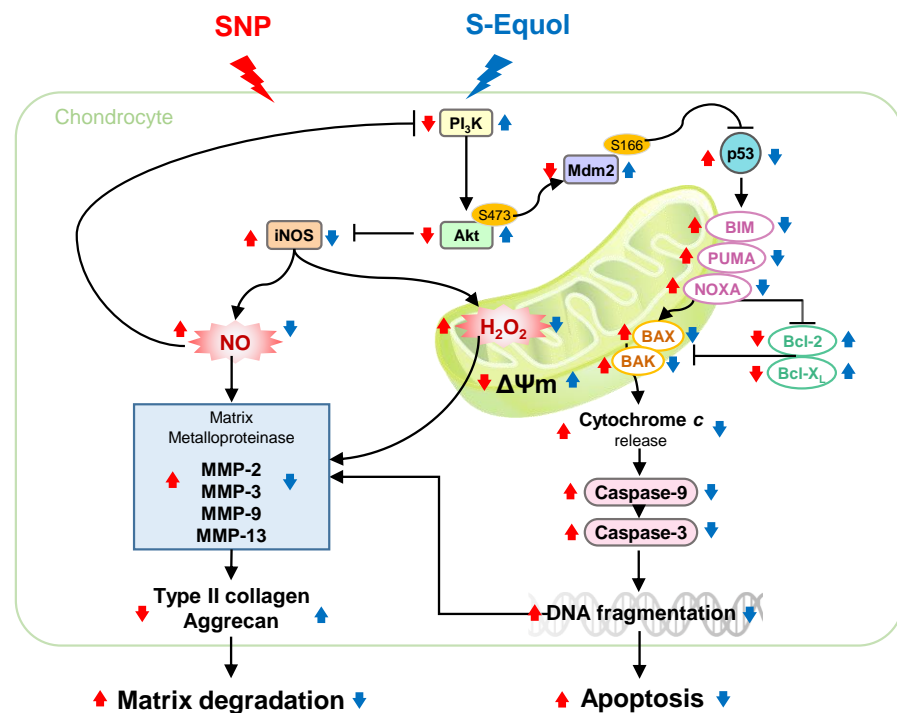 SNP
S-Equol
Chondrocyte
PI₃K
S166
p53
Mdm2
S473
Akt
iNOS
BIM
PUMA
NOXA
NO
H₂O₂
BAX
BAK
Bcl-2
Bcl-X_L
ΔΨm
Matrix
Metalloproteinase
MMP-2
MMP-3
MMP-9
MMP-13
Cytochrome c
release
Caspase-9
Caspase-3
Type II collagen
Aggrecan
DNA fragmentation
Matrix degradation
Apoptosis